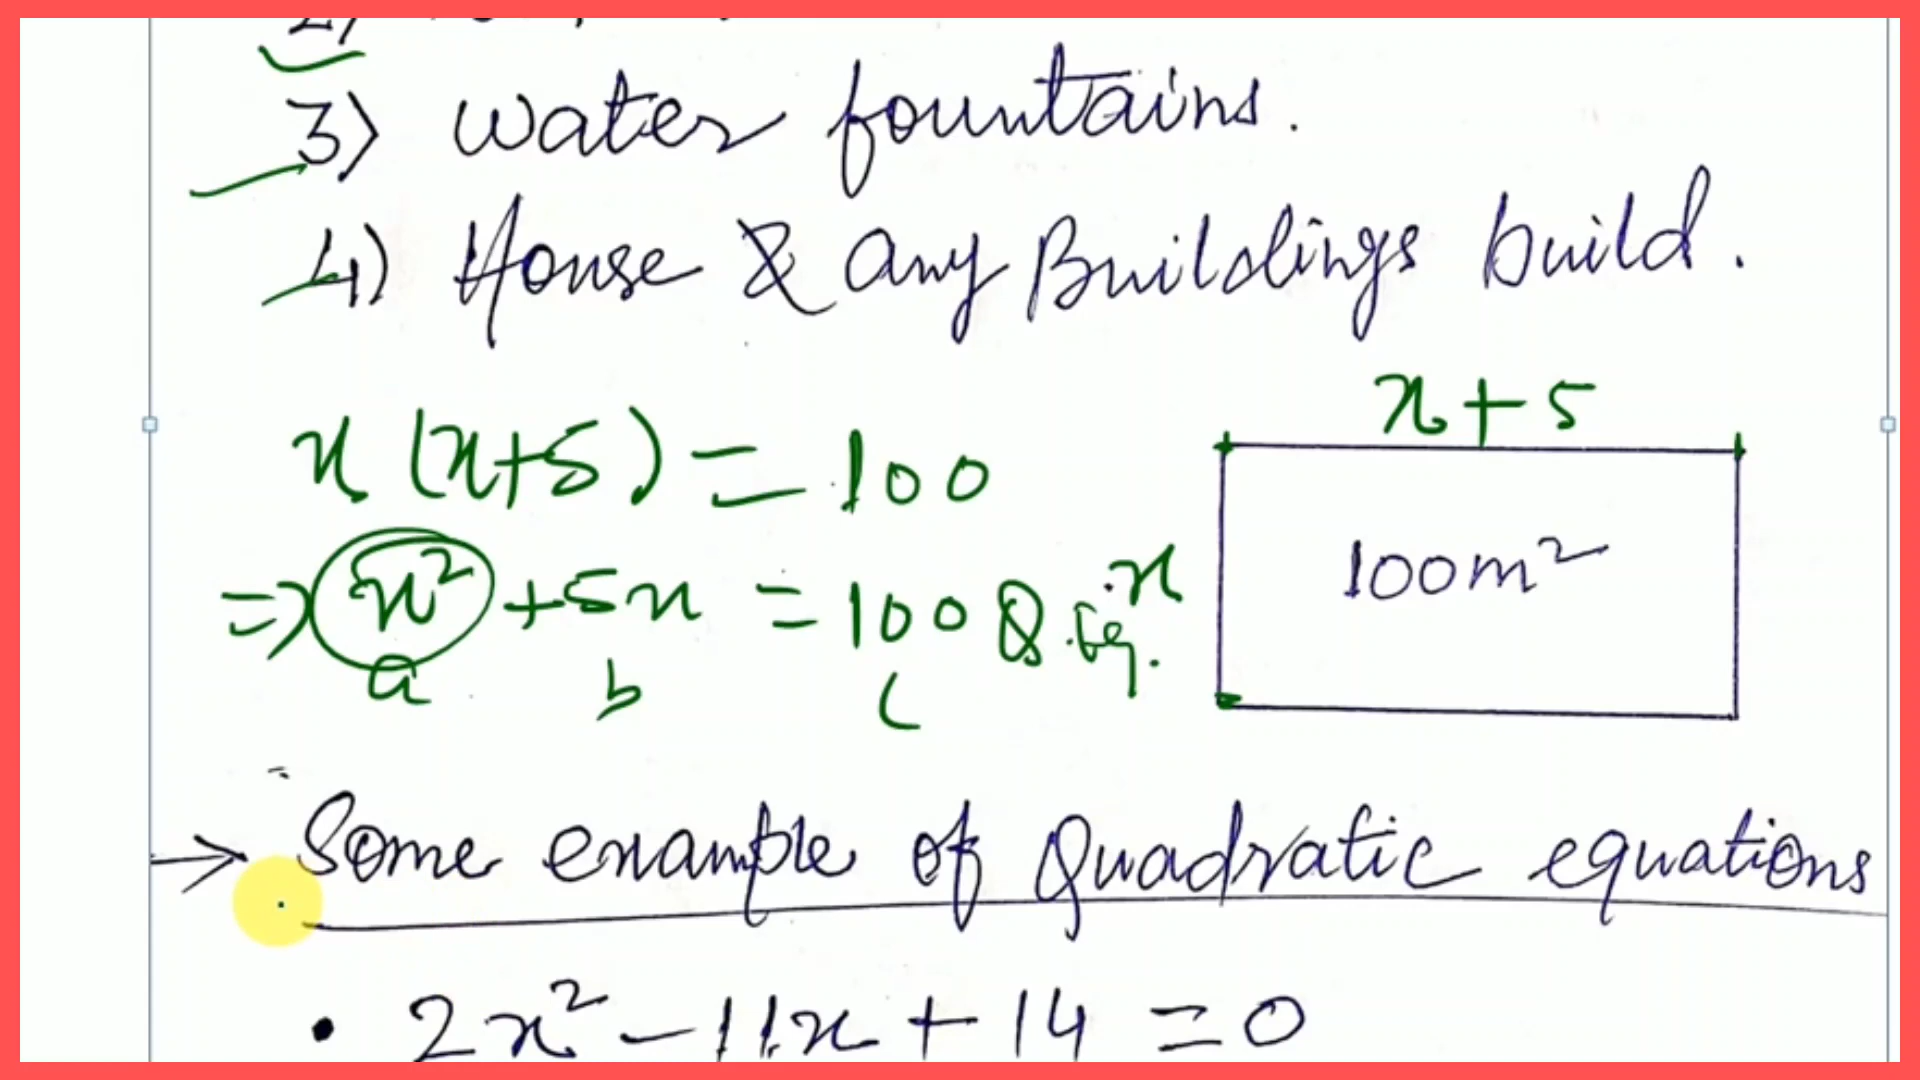 3) Water fountains.
4) House & any Buildings build.
x + 5
x (x+5) = 100
=> x² + 5x = 100 Q.Eq.
x
100m²
a b c
→ Some example of Quadratic equations
• 2x² - 11x + 14 = 0